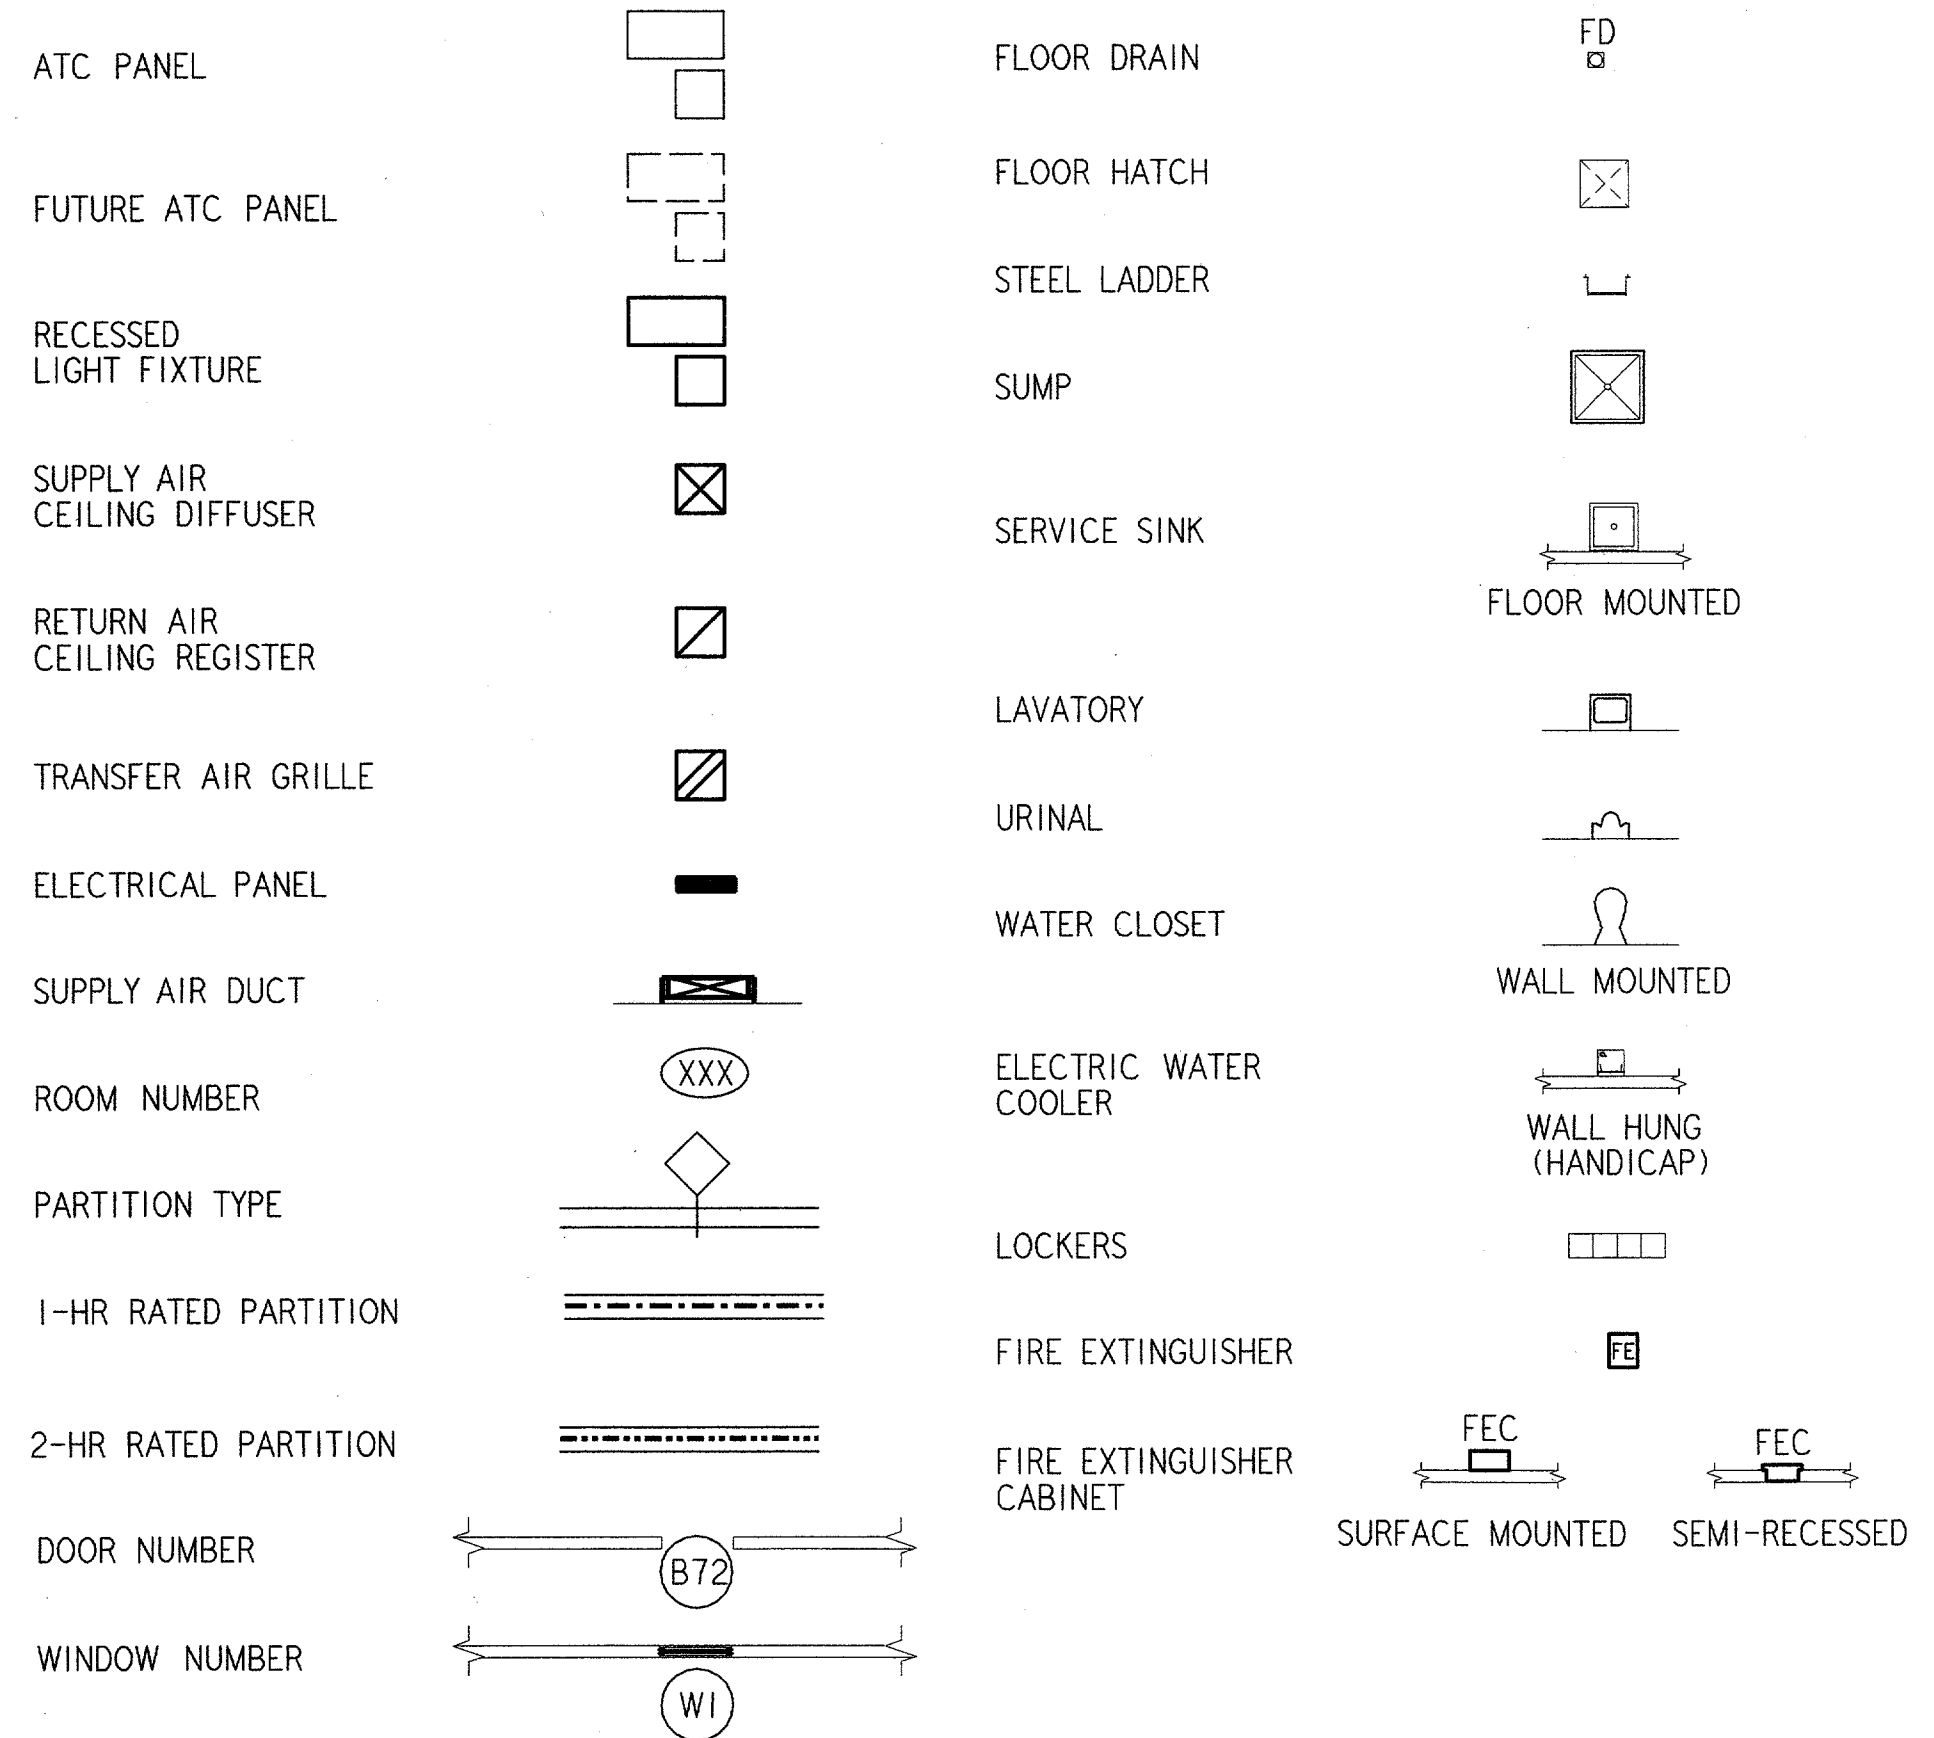 ATC PANEL
FUTURE ATC PANEL
RECESSED
LIGHT FIXTURE
SUPPLY AIR
CEILING DIFFUSER
RETURN AIR
CEILING REGISTER
TRANSFER AIR GRILLE
ELECTRICAL PANEL
SUPPLY AIR DUCT
ROOM NUMBER
XXX
PARTITION TYPE
1-HR RATED PARTITION
2-HR RATED PARTITION
DOOR NUMBER
B72
WINDOW NUMBER
W1
FLOOR DRAIN
FD
FLOOR HATCH
STEEL LADDER
SUMP
SERVICE SINK
FLOOR MOUNTED
LAVATORY
URINAL
WATER CLOSET
WALL MOUNTED
ELECTRIC WATER
COOLER
WALL HUNG
(HANDICAP)
LOCKERS
FIRE EXTINGUISHER
FE
FIRE EXTINGUISHER
CABINET
FEC
SURFACE MOUNTED
FEC
SEMI-RECESSED